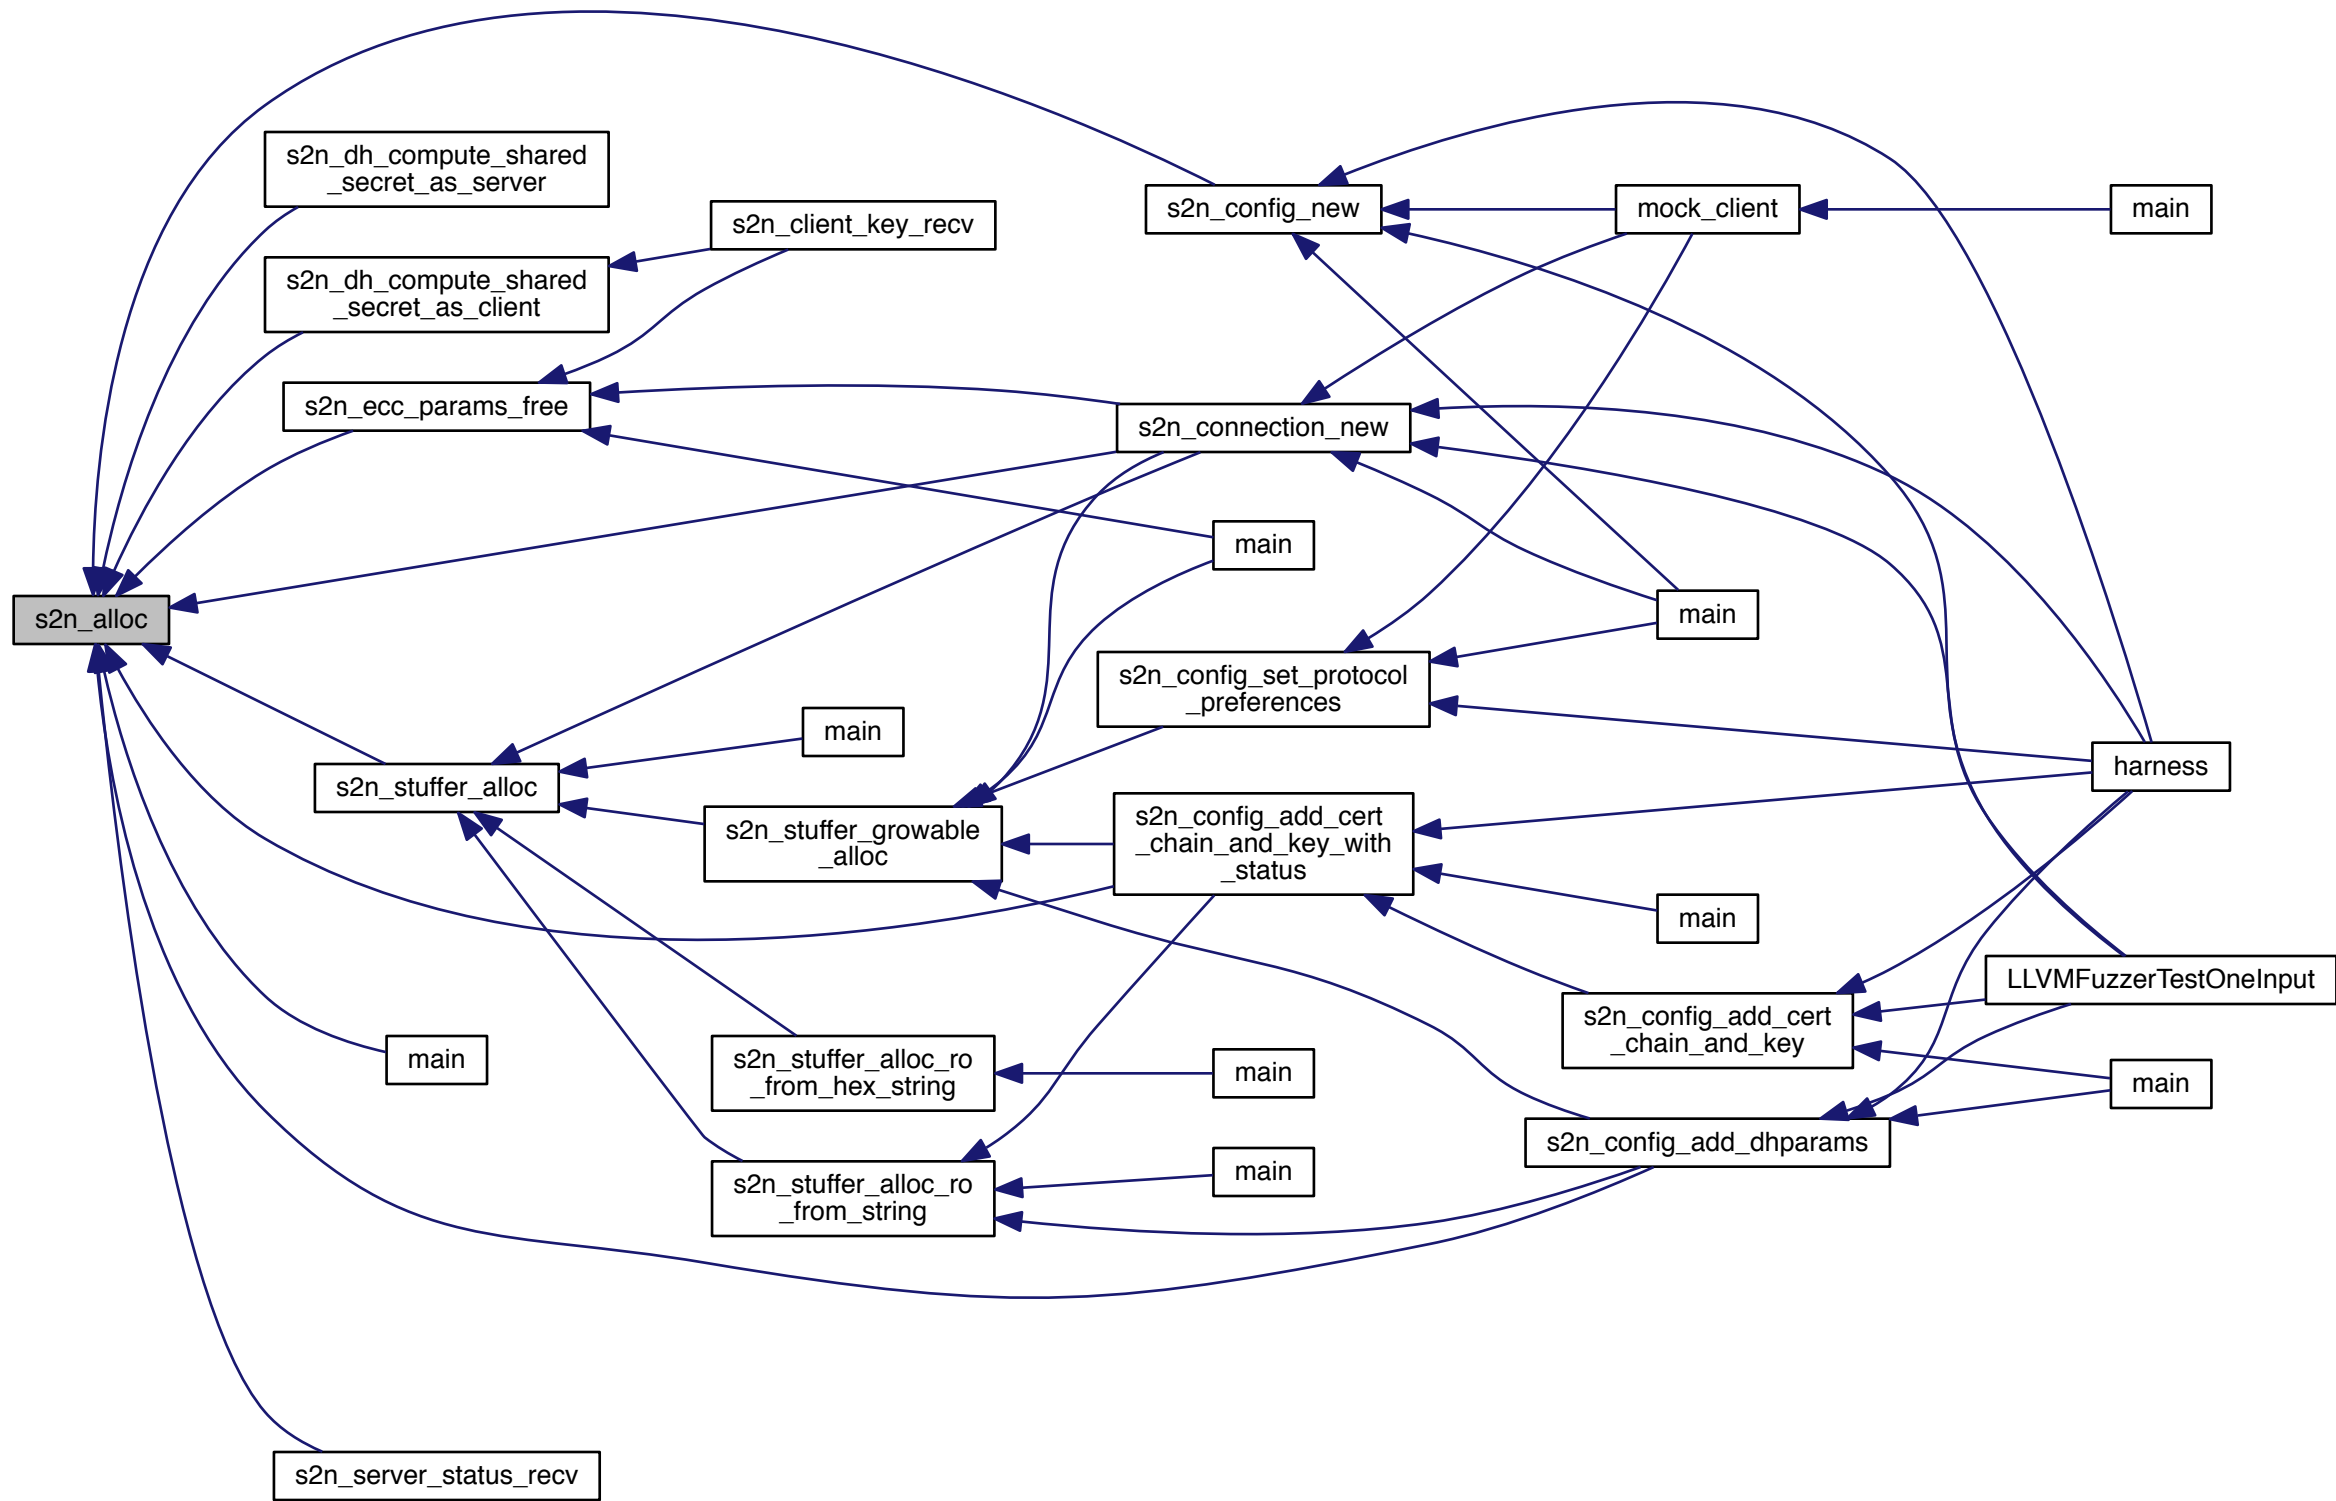 s2n_dh_compute_shared
_secret_as_server
s2n_config_new
mock_client
main
s2n_client_key_recv
s2n_dh_compute_shared
_secret_as_client
s2n_ecc_params_free
s2n_connection_new
main
s2n_alloc
main
s2n_config_set_protocol
_preferences
main
harness
s2n_stuffer_alloc
s2n_stuffer_growable
_alloc
s2n_config_add_cert
_chain_and_key_with
_status
main
LLVMFuzzerTestOneInput
s2n_config_add_cert
_chain_and_key
main
s2n_stuffer_alloc_ro
_from_hex_string
main
main
s2n_config_add_dhparams
main
s2n_stuffer_alloc_ro
_from_string
s2n_server_status_recv